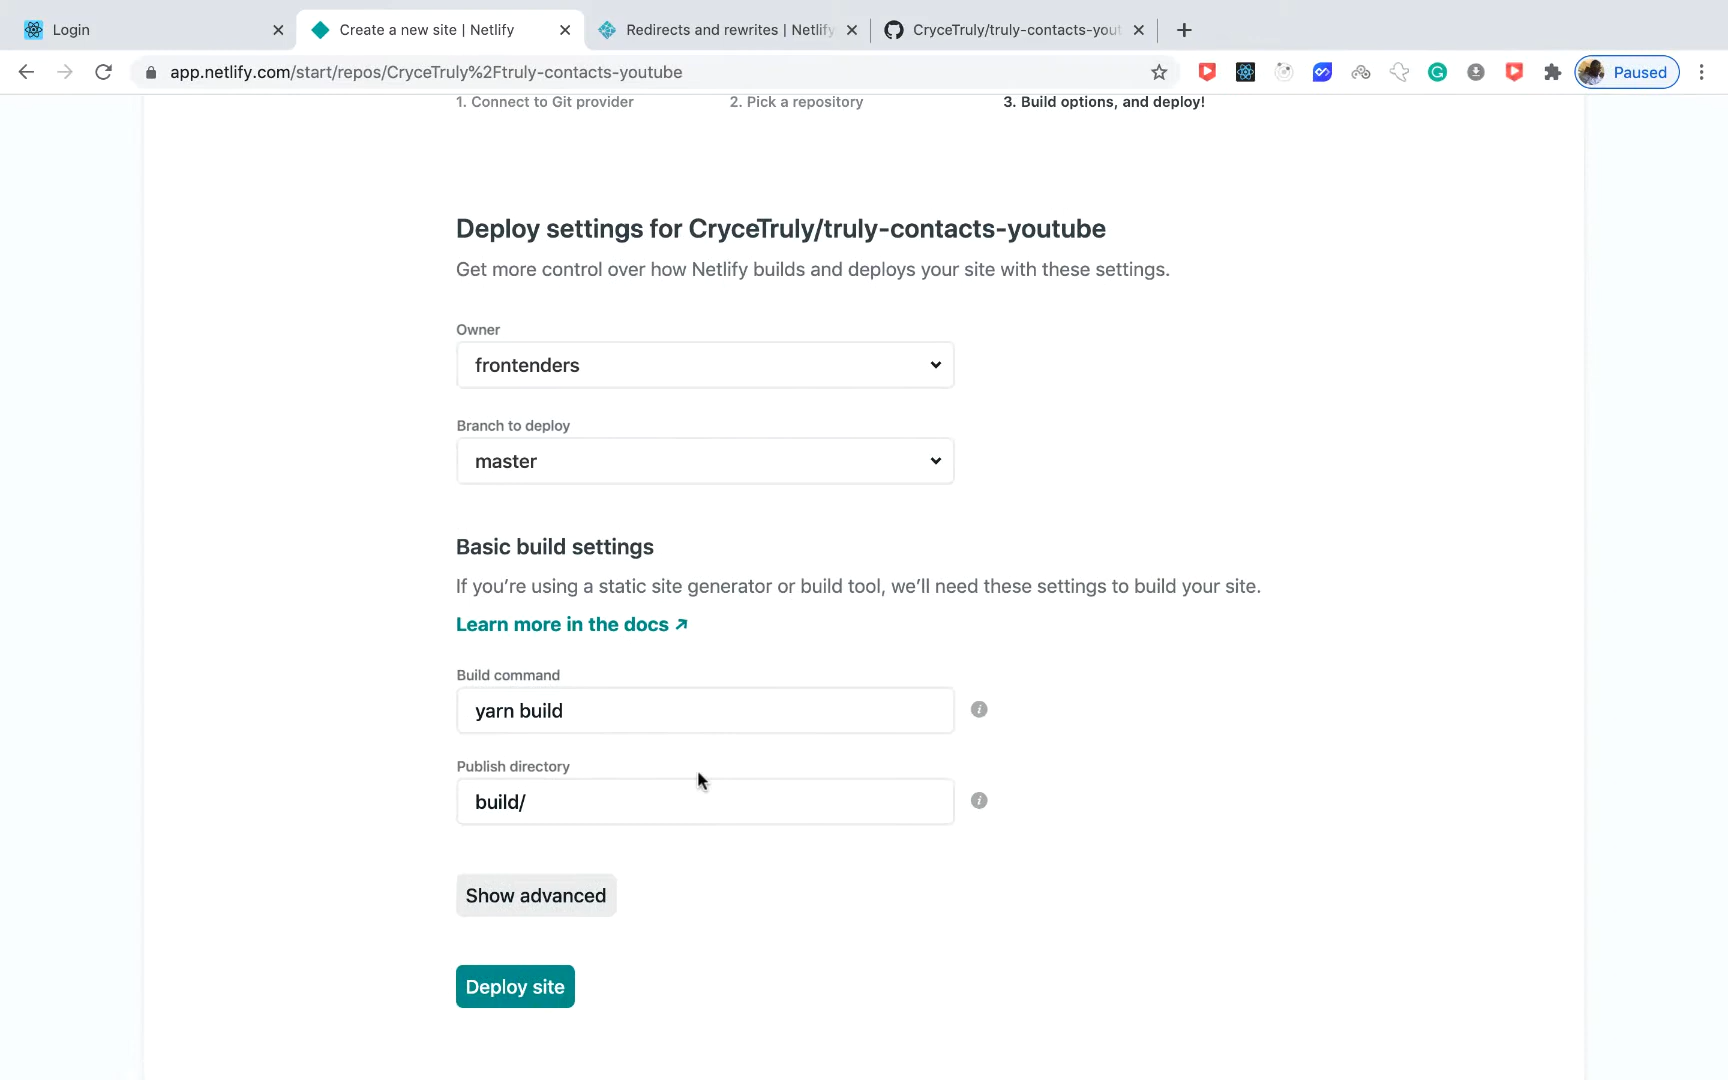 Login
Create a new site | Netlify
Redirects and rewrites | Netlify
CryceTruly/truly-contacts-yout
app.netlify.com/start/repos/CryceTruly%2Ftruly-contacts-youtube
Paused
1. Connect to Git provider
2. Pick a repository
3. Build options, and deploy!
Deploy settings for CryceTruly/truly-contacts-youtube
Get more control over how Netlify builds and deploys your site with these settings.
Owner
frontenders
Branch to deploy
master
Basic build settings
If you’re using a static site generator or build tool, we’ll need these settings to build your site.
Learn more in the docs ↗
Build command
yarn build
Publish directory
build/
Show advanced
Deploy site